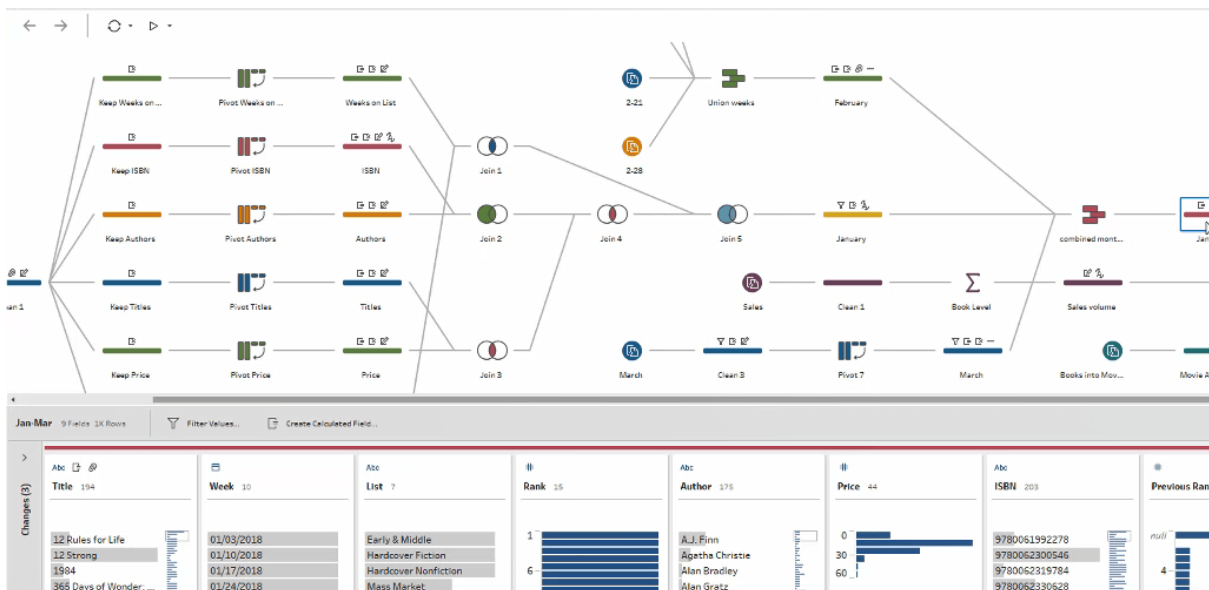 Keep Weeks on ...
Pivot Weeks on ...
Weeks on List
2-21
Union weeks
February
Keep ISBN
Pivot ISBN
ISBN
Join 1
2-28
Keep Authors
Pivot Authors
Authors
Join 2
Join 4
Join 5
January
combined mont...
Jan
an 1
Keep Titles
Pivot Titles
Titles
Sales
Clean 1
Book Level
Sales volume
Keep Price
Pivot Price
Price
Join 3
March
Clean 3
Pivot 7
March
Books into Mov...
Movie A
Jan-Mar 9 Fields 1K Rows Filter Values... Create Calculated Field...
Changes (3)
Abc Abc Abc Abc
Title 194 Week 10 List 7 Rank 15 Author 175 Price 44 ISBN 203 Previous Ran
12 Rules for Life 01/03/2018 Early & Middle 1 A.J. Finn 0 9780061992278 null
12 Strong 01/10/2018 Hardcover Fiction Agatha Christie 30 9780062300546
1984 01/17/2018 Hardcover Nonfiction 6 Alan Bradley 60 9780062319784 4
365 Days of Wonder: ... 01/24/2018 Mass Market Alan Gratz 9780062330628